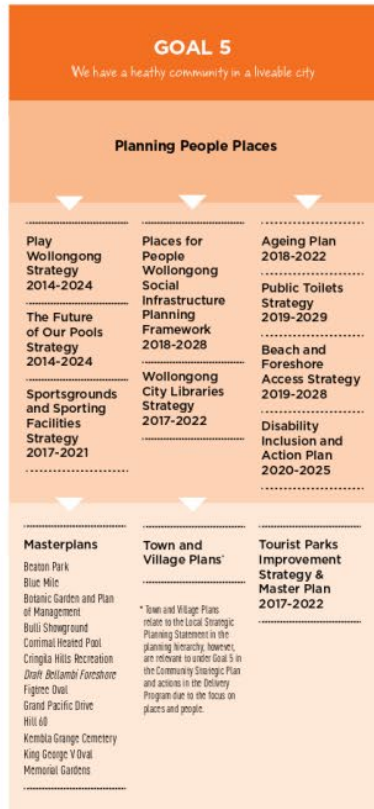 GOAL 5
We have a heathy community in a liveable city
Planning People Places
Play
Wollongong
Strategy
2014-2024
The Future
of Our Pools
Strategy
2014-2024
Sportsgrounds
and Sporting
Facilities
Strategy
2017-2021
Places for
People
Wollongong
Social
Infrastructure
Planning
Framework
2018-2028
Wollongong
City Libraries
Strategy
2017-2022
Ageing Plan
2018-2022
Public Toilets
Strategy
2019-2029
Beach and
Foreshore
Access Strategy
2019-2028
Disability
Inclusion and
Action Plan
2020-2025
Masterplans
Beaton Park
Blue Mile
Botanic Garden and Plan
of Management
Bulli Showground
Corrimal Heated Pool
Cringila Hills Recreation
Draft Bellambi Foreshore
Figtree Oval
Grand Pacific Drive
Hill 60
Kembla Grange Cemetery
King George V Oval
Memorial Gardens
Town and
Village Plans*
* Town and Village Plans
relate to the Local Strategic
Planning Statement in the
planning hierarchy, however,
are relevant to under Goal 5 in
the Community Strategic Plan
and actions in the Delivery
Program due to the focus on
places and people.
Tourist Parks
Improvement
Strategy &
Master Plan
2017-2022